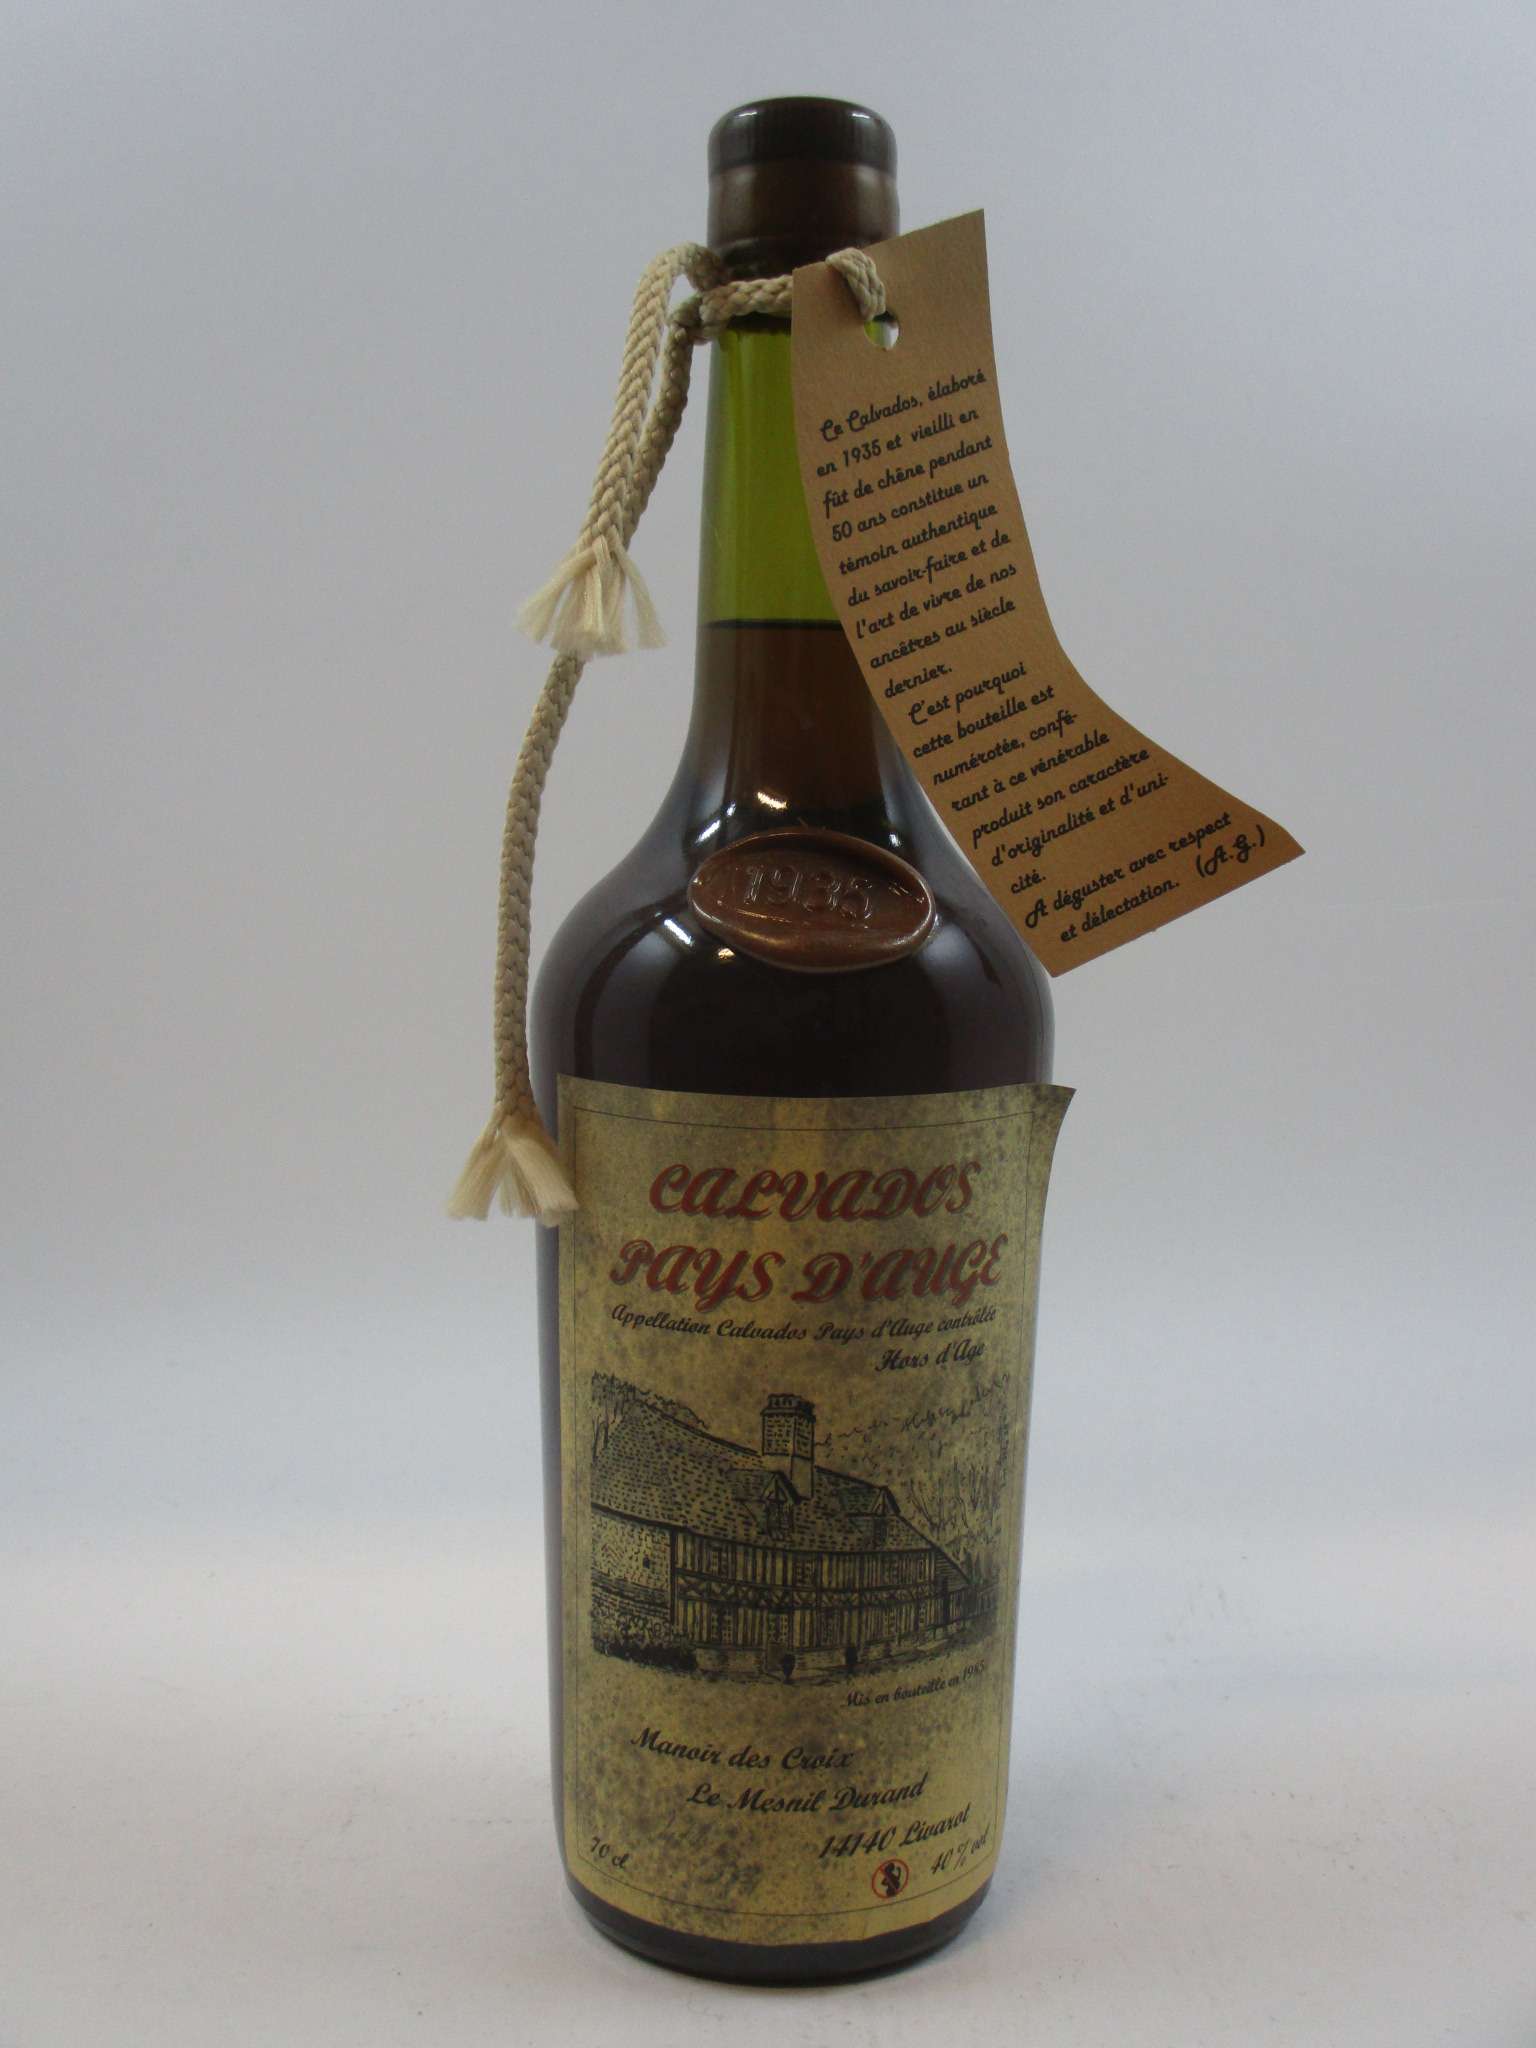 Ce Calvados, élaboré
en 1935 et vieilli en
fût de chêne pendant
50 ans constitue un
témoin authentique
du savoir-faire et de
l'art de vivre de nos
ancêtres au siècle
dernier.
C'est pourquoi
cette bouteille est
numérotée, confé-
rant à ce vénérable
produit son caractère
d'originalité et d'uni-
cité.
A déguster avec respect
et délectation. (A.G.)
1935
CALVADOS
PAYS D'AUGE
Appellation Calvados Pays d'Auge contrôlée
Hors d'Age
Mis en bouteille en 1985
Manoir des Croix
Le Mesnil Durand
14140 Livarot
70 cl
40 % vol